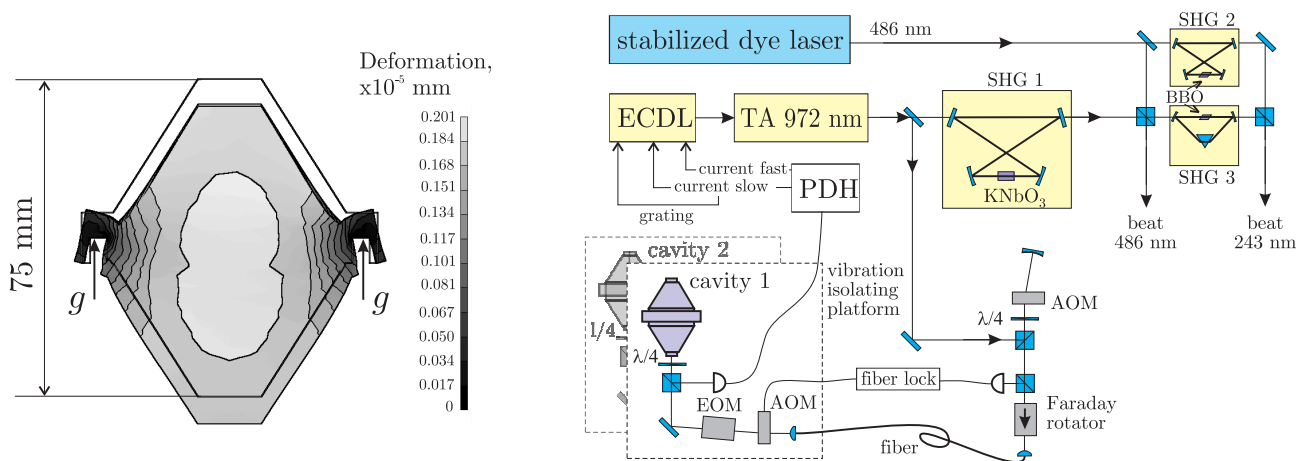 Deformation,
x10⁻⁵ mm
0.201
0.184
0.168
0.151
0.134
0.117
0.101
0.081
0.067
0.050
0.034
0.017
0
75 mm
g
g
stabilized dye laser
486 nm
SHG 2
BBO
ECDL
TA 972 nm
SHG 1
KNbO₃
SHG 3
current fast
current slow
grating
PDH
beat
486 nm
beat
243 nm
cavity 2
cavity 1
vibration
isolating
platform
AOM
λ/4
l/4
λ/4
fiber lock
EOM
AOM
Faraday
rotator
fiber